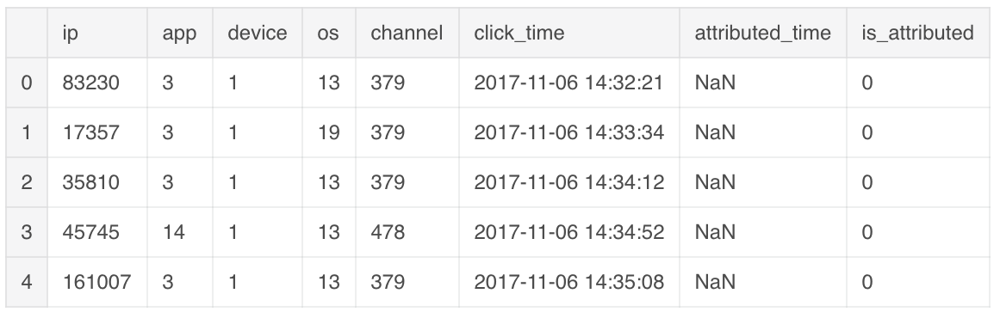 ip app device os channel click_time attributed_time is_attributed
0 83230 3 1 13 379 2017-11-06 14:32:21 NaN 0
1 17357 3 1 19 379 2017-11-06 14:33:34 NaN 0
2 35810 3 1 13 379 2017-11-06 14:34:12 NaN 0
3 45745 14 1 13 478 2017-11-06 14:34:52 NaN 0
4 161007 3 1 13 379 2017-11-06 14:35:08 NaN 0